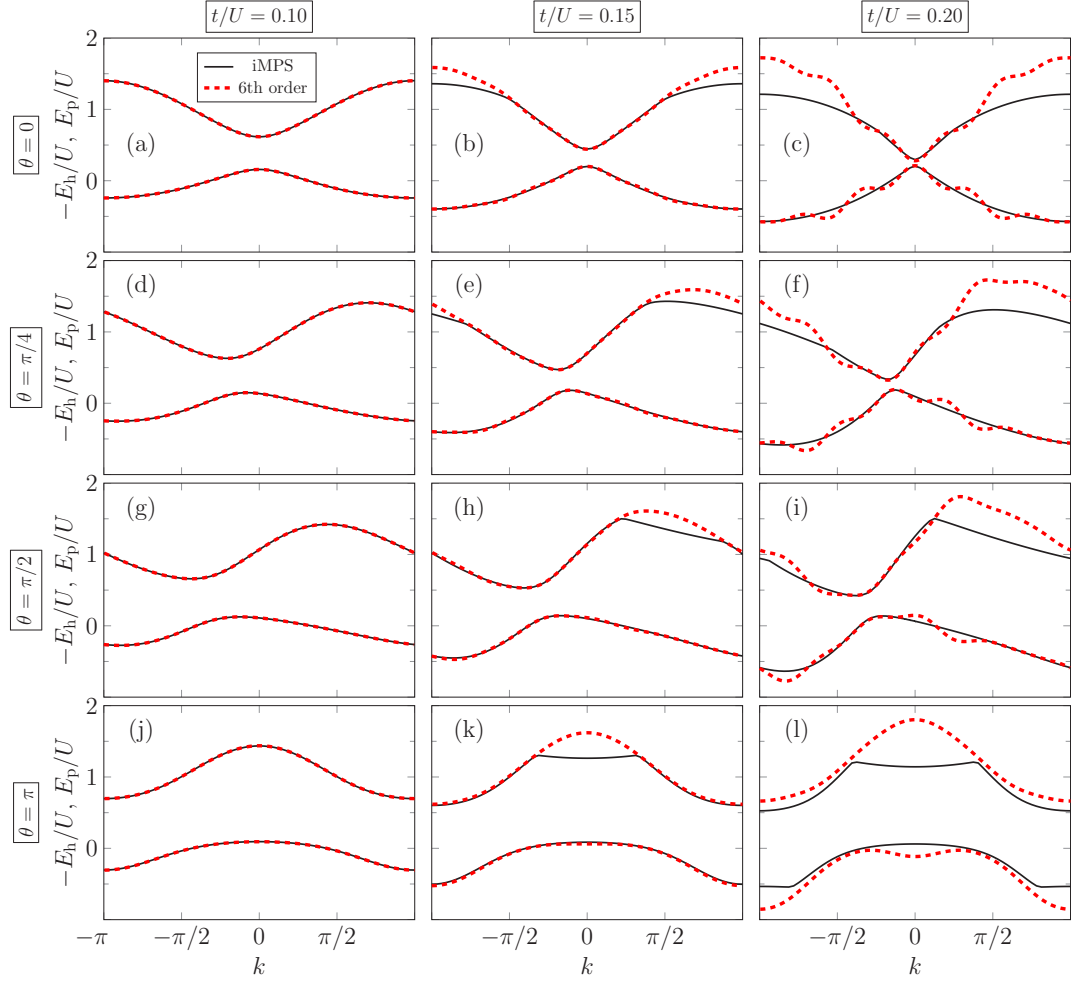 t/U = 0.10
t/U = 0.15
t/U = 0.20
θ = 0
−E_h/U, E_p/U
2
1
0
iMPS
6th order
(a)
(b)
(c)
θ = π/4
−E_h/U, E_p/U
2
1
0
(d)
(e)
(f)
θ = π/2
−E_h/U, E_p/U
2
1
0
(g)
(h)
(i)
θ = π
−E_h/U, E_p/U
2
1
0
(j)
(k)
(l)
−π −π/2 0 π/2
−π/2 0 π/2
−π/2 0 π/2
k
k
k